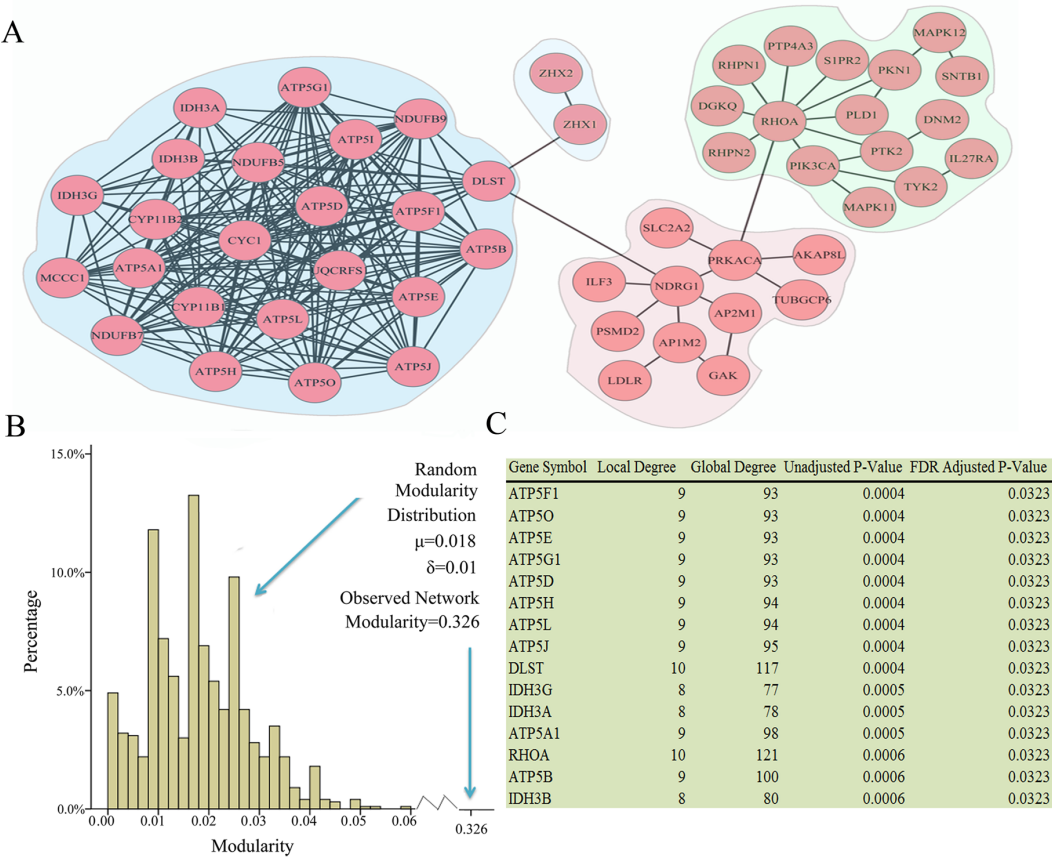 A
ATP5G1
IDH3A
NDUFB9
ATP5I
IDH3B
NDUFB5
DLST
IDH3G
ATP5D
ATP5F1
CYP11B2
CYC1
ATP5B
MCCC1
ATP5A1
UQCRFS
ATP5E
CYP11B1
ATP5L
NDUFB7
ATP5H
ATP5O
ATP5J
ZHX2
ZHX1
MAPK12
PTP4A3
RHPN1
S1PR2
PKN1
SNTB1
DGKQ
RHOA
PLD1
DNM2
RHPN2
PIK3CA
PTK2
IL27RA
TYK2
MAPK11
SLC2A2
PRKACA
AKAP8L
ILF3
NDRG1
TUBGCP6
AP2M1
PSMD2
AP1M2
LDLR
GAK
B
15.0%
10.0%
5.0%
0.0%
Percentage
Random
Modularity
Distribution
μ=0.018
δ=0.01
Observed Network
Modularity=0.326
0.00 0.01 0.02 0.03 0.04 0.05 0.06 0.326
Modularity
C
Gene Symbol Local Degree Global Degree Unadjusted P-Value FDR Adjusted P-Value
ATP5F1 9 93 0.0004 0.0323
ATP5O 9 93 0.0004 0.0323
ATP5E 9 93 0.0004 0.0323
ATP5G1 9 93 0.0004 0.0323
ATP5D 9 93 0.0004 0.0323
ATP5H 9 94 0.0004 0.0323
ATP5L 9 94 0.0004 0.0323
ATP5J 9 95 0.0004 0.0323
DLST 10 117 0.0004 0.0323
IDH3G 8 77 0.0005 0.0323
IDH3A 8 78 0.0005 0.0323
ATP5A1 9 98 0.0005 0.0323
RHOA 10 121 0.0006 0.0323
ATP5B 9 100 0.0006 0.0323
IDH3B 8 80 0.0006 0.0323